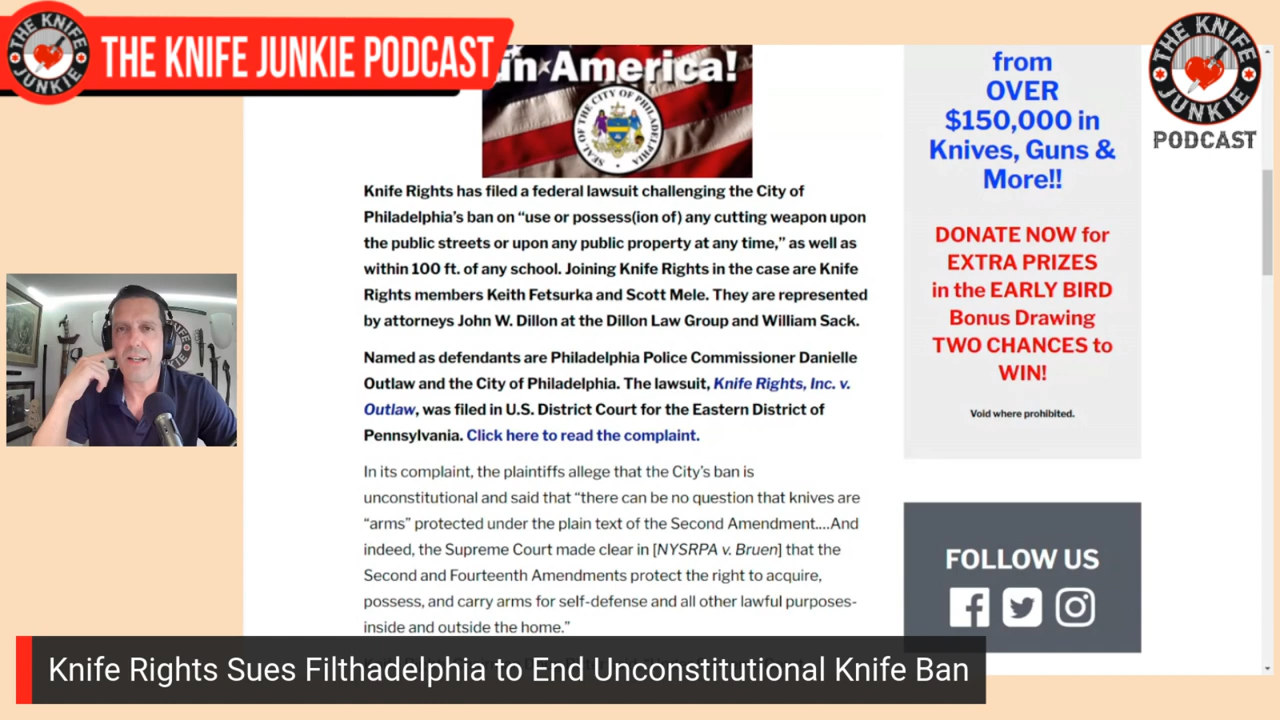 THE KNIFE JUNKIE
THE KNIFE JUNKIE PODCAST
in America!
SEAL OF THE CITY OF PHILADELPHIA
Knife Rights has filed a federal lawsuit challenging the City of
Philadelphia's ban on “use or possess(ion of) any cutting weapon upon
the public streets or upon any public property at any time,” as well as
within 100 ft. of any school. Joining Knife Rights in the case are Knife
Rights members Keith Fetsurka and Scott Mele. They are represented
by attorneys John W. Dillon at the Dillon Law Group and William Sack.
Named as defendants are Philadelphia Police Commissioner Danielle
Outlaw and the City of Philadelphia. The lawsuit, Knife Rights, Inc. v.
Outlaw, was filed in U.S. District Court for the Eastern District of
Pennsylvania. Click here to read the complaint.
In its complaint, the plaintiffs allege that the City's ban is
unconstitutional and said that “there can be no question that knives are
“arms” protected under the plain text of the Second Amendment....And
indeed, the Supreme Court made clear in [NYSRPA v. Bruen] that the
Second and Fourteenth Amendments protect the right to acquire,
possess, and carry arms for self-defense and all other lawful purposes-
inside and outside the home.”
from
OVER
$150,000 in
Knives, Guns &
More!!
DONATE NOW for
EXTRA PRIZES
in the EARLY BIRD
Bonus Drawing
TWO CHANCES to
WIN!
Void where prohibited.
FOLLOW US
THE KNIFE JUNKIE
PODCAST
Knife Rights Sues Filthadelphia to End Unconstitutional Knife Ban